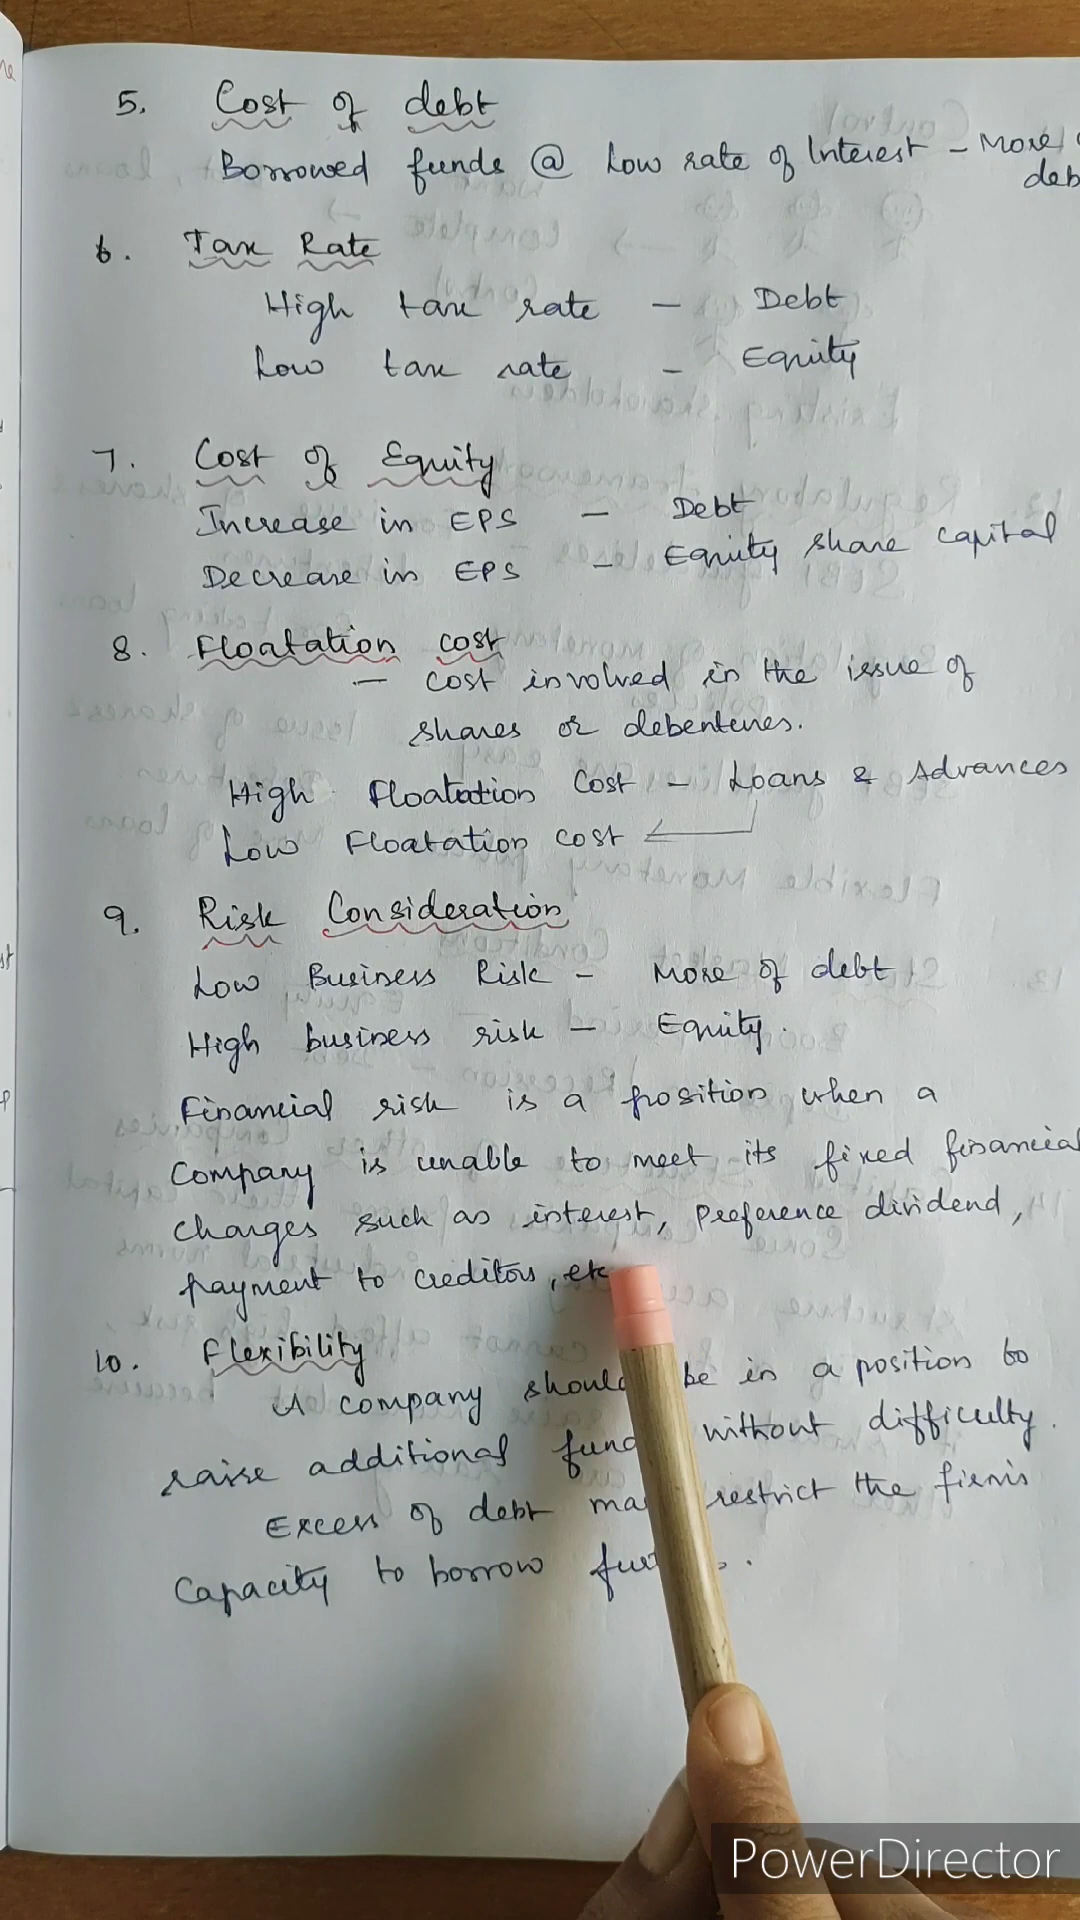 5. Cost of debt
Borrowed funds @ Low rate of Interest - More
deb
6. Tax Rate
High tax rate - Debt
Low tax rate - Equity
7. Cost of Equity
Increase in EPS - Debt
Decrease in EPS - Equity share capital
8. Floatation cost
- cost involved in the issue of
shares or debentures.
High Floatation Cost - Loans & Advances
Low Floatation cost
9. Risk Consideration
Low Business Risk - More of debt
High business risk - Equity.
Financial risk is a position when a
Company is unable to meet its fixed financial
charges such as interest, preference dividend,
payment to creditors, etc
10. Flexibility
A company should be in a position to
raise additional fund without difficulty.
Excess of debt ma restrict the firm's
Capacity to borrow fu
PowerDirector